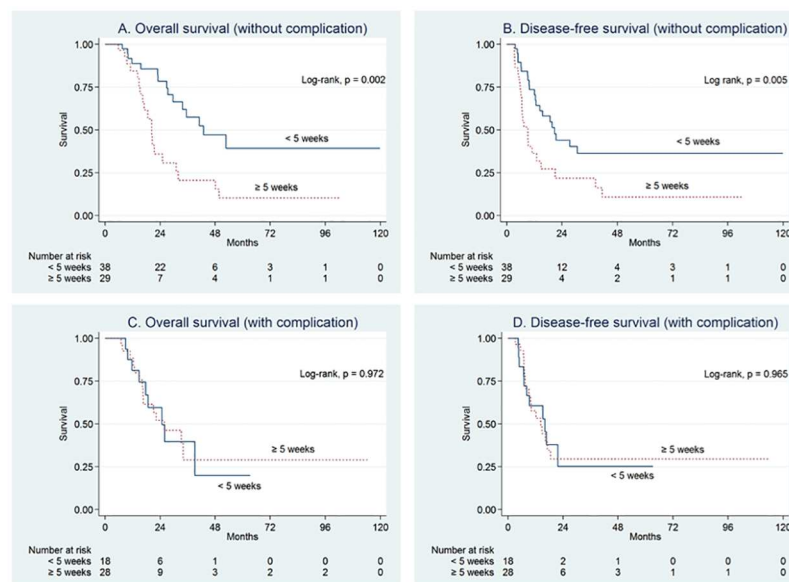 A. Overall survival (without complication)
1.00
0.75
0.50
0.25
0.00
Survival
Log-rank, p = 0.002
< 5 weeks
≥ 5 weeks
0 24 48 72 96 120
Months
Number at risk
< 5 weeks 38 22 6 3 1 0
≥ 5 weeks 29 7 4 1 1 0
B. Disease-free survival (without complication)
1.00
0.75
0.50
0.25
0.00
Survival
Log rank, p = 0.005
< 5 weeks
≥ 5 weeks
0 24 48 72 96 120
Months
Number at risk
< 5 weeks 38 12 4 3 1 0
≥ 5 weeks 29 4 2 1 1 0
C. Overall survival (with complication)
1.00
0.75
0.50
0.25
0.00
Survival
Log-rank, p = 0.972
≥ 5 weeks
< 5 weeks
0 24 48 72 96 120
Months
Number at risk
< 5 weeks 18 6 1 0 0 0
≥ 5 weeks 28 9 3 2 2 0
D. Disease-free survival (with complication)
1.00
0.75
0.50
0.25
0.00
Survival
Log-rank, p = 0.965
≥ 5 weeks
< 5 weeks
0 24 48 72 96 120
Months
Number at risk
< 5 weeks 18 2 1 0 0 0
≥ 5 weeks 28 6 3 1 1 0